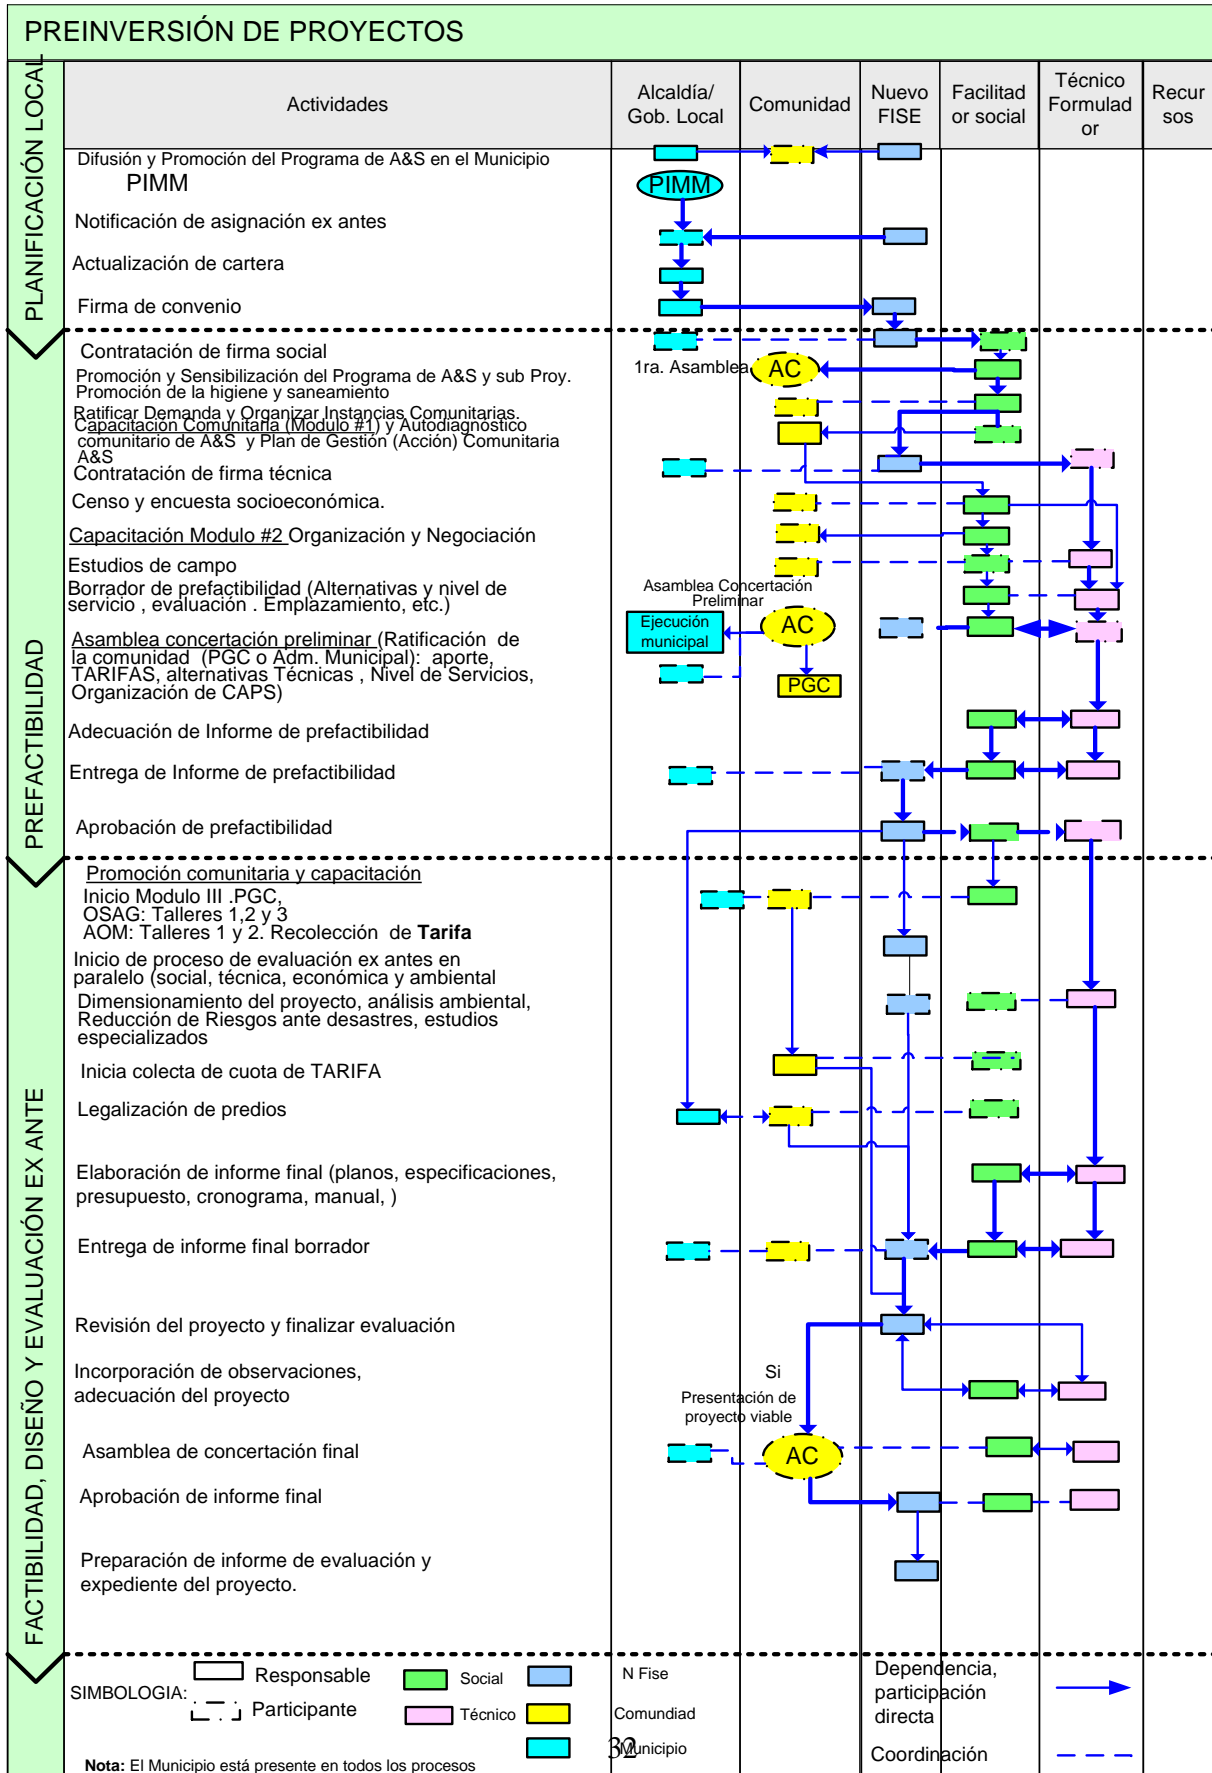 PREINVERSIÓN DE PROYECTOS
PLANIFICACIÓN LOCAL
Actividades
Alcaldía/
Gob. Local
Comunidad
Nuevo
FISE
Facilitad
or social
Técnico
Formulad
or
Recur
sos
Difusión y Promoción del Programa de A&S en el Municipio
PIMM
PIMM
Notificación de asignación ex antes
Actualización de cartera
Firma de convenio
PREFACTIBILIDAD
Contratación de firma social
1ra. Asamblea
AC
Promoción y Sensibilización del Programa de A&S y sub Proy.
Promoción de la higiene y saneamiento
Ratificar Demanda y Organizar Instancias Comunitarias.
Capacitación Comunitaria (Modulo #1) y Autodiagnóstico
comunitario de A&S y Plan de Gestión (Acción) Comunitaria
A&S
Contratación de firma técnica
Censo y encuesta socioeconómica.
Capacitación Modulo #2 Organización y Negociación
Estudios de campo
Borrador de prefactibilidad (Alternativas y nivel de
servicio , evaluación . Emplazamiento, etc.)
Asamblea Concertación
Preliminar
Ejecución
municipal
AC
PGC
Asamblea concertación preliminar (Ratificación de
la comunidad (PGC o Adm. Municipal): aporte,
TARIFAS, alternativas Técnicas , Nivel de Servicios,
Organización de CAPS)
Adecuación de Informe de prefactibilidad
Entrega de Informe de prefactibilidad
Aprobación de prefactibilidad
FACTIBILIDAD, DISEÑO Y EVALUACIÓN EX ANTE
Promoción comunitaria y capacitación
Inicio Modulo III .PGC,
OSAG: Talleres 1,2 y 3
AOM: Talleres 1 y 2. Recolección de Tarifa
Inicio de proceso de evaluación ex antes en
paralelo (social, técnica, económica y ambiental
Dimensionamiento del proyecto, análisis ambiental,
Reducción de Riesgos ante desastres, estudios
especializados
Inicia colecta de cuota de TARIFA
Legalización de predios
Elaboración de informe final (planos, especificaciones,
presupuesto, cronograma, manual, )
Entrega de informe final borrador
Revisión del proyecto y finalizar evaluación
Incorporación de observaciones,
adecuación del proyecto
Si
Presentación de
proyecto viable
Asamblea de concertación final
AC
Aprobación de informe final
Preparación de informe de evaluación y
expediente del proyecto.
SIMBOLOGIA:
Responsable
Participante
Social
Técnico
N Fise
Comundiad
Municipio
Dependencia,
participación
directa
Coordinación
32
Nota: El Municipio está presente en todos los procesos